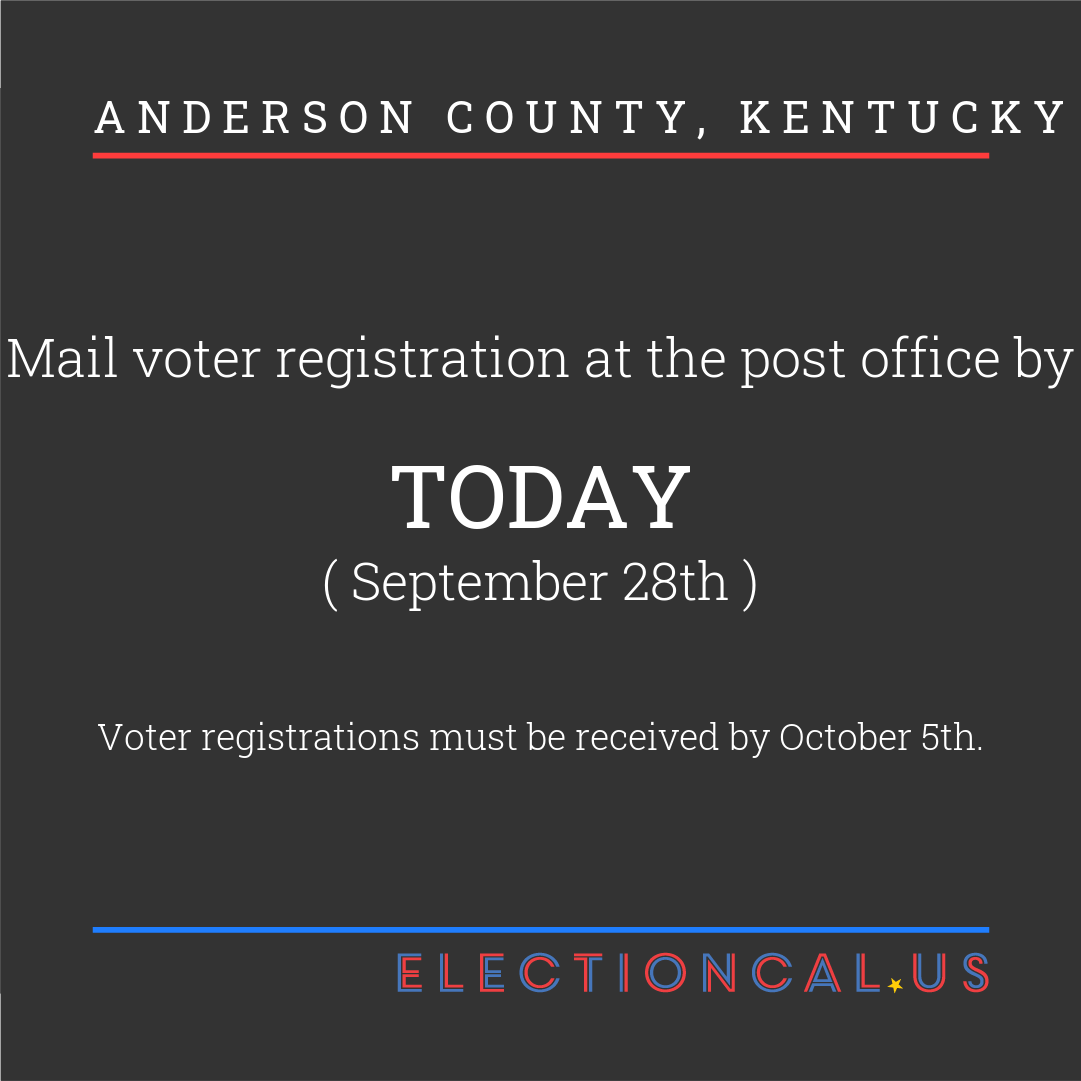 ANDERSON COUNTY, KENTUCKY
Mail voter registration at the post office by
TODAY
( September 28th )
Voter registrations must be received by October 5th.
ELECTIONCAL.US